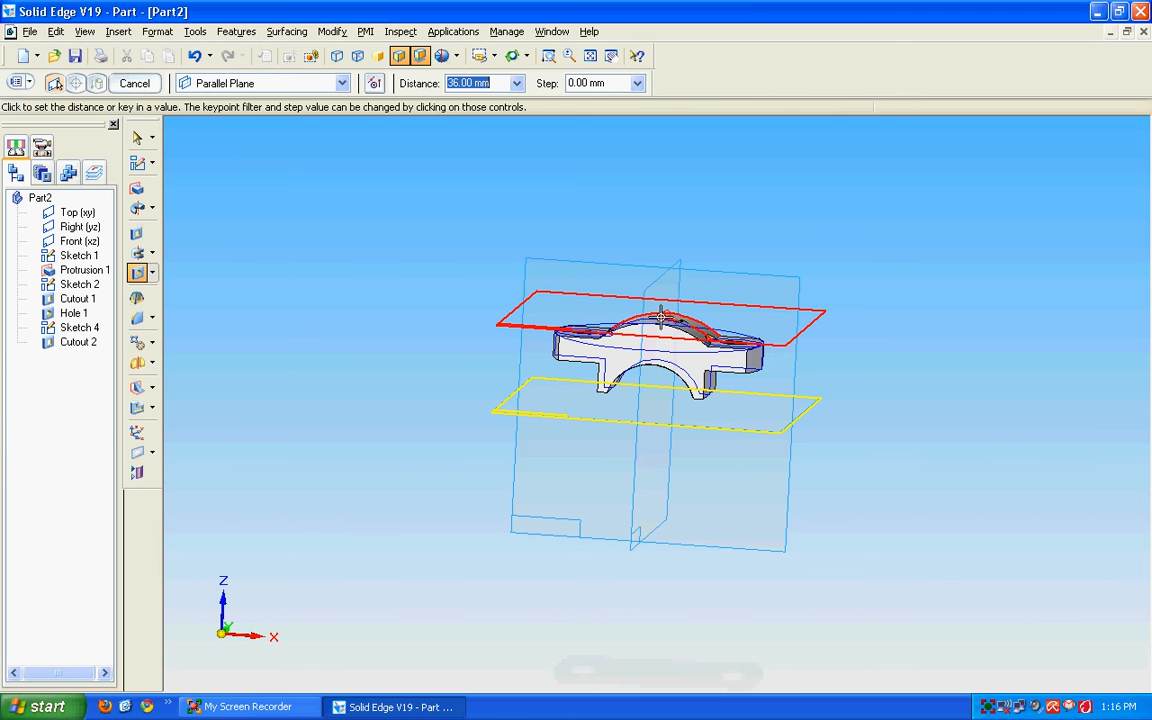 Solid Edge V19 - Part - [Part2]
File Edit View Insert Format Tools Features Surfacing Modify PMI Inspect Applications Manage Window Help
Cancel Parallel Plane Distance: 36.00 mm Step: 0.00 mm
Click to set the distance or key in a value. The keypoint filter and step value can be changed by clicking on those controls.
Part2
Top (xy)
Right (yz)
Front (xz)
Sketch 1
Protrusion 1
Sketch 2
Cutout 1
Hole 1
Sketch 4
Cutout 2
Z
Y
X
start My Screen Recorder Solid Edge V19 - Part ... 1:16 PM